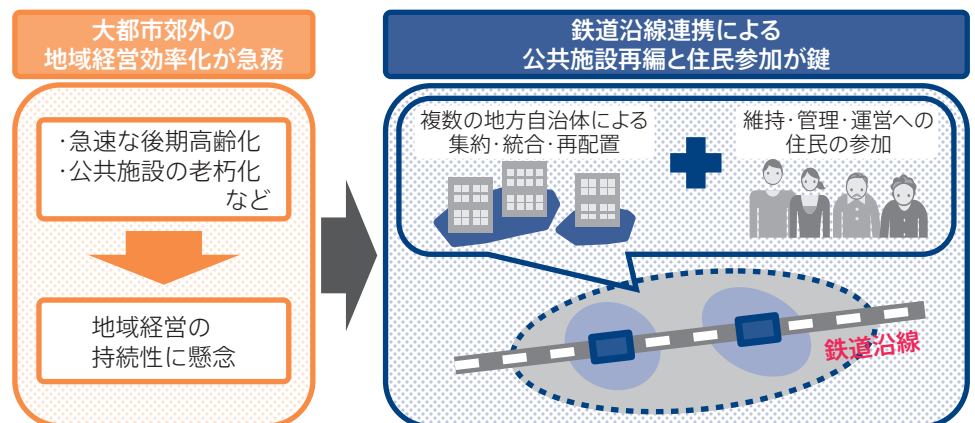 大都市郊外の
地域経営効率化が急務
・急速な後期高齢化
・公共施設の老朽化
など
地域経営の
持続性に懸念
鉄道沿線連携による
公共施設再編と住民参加が鍵
複数の地方自治体による
集約・統合・再配置
維持・管理・運営への
住民の参加
鉄道沿線